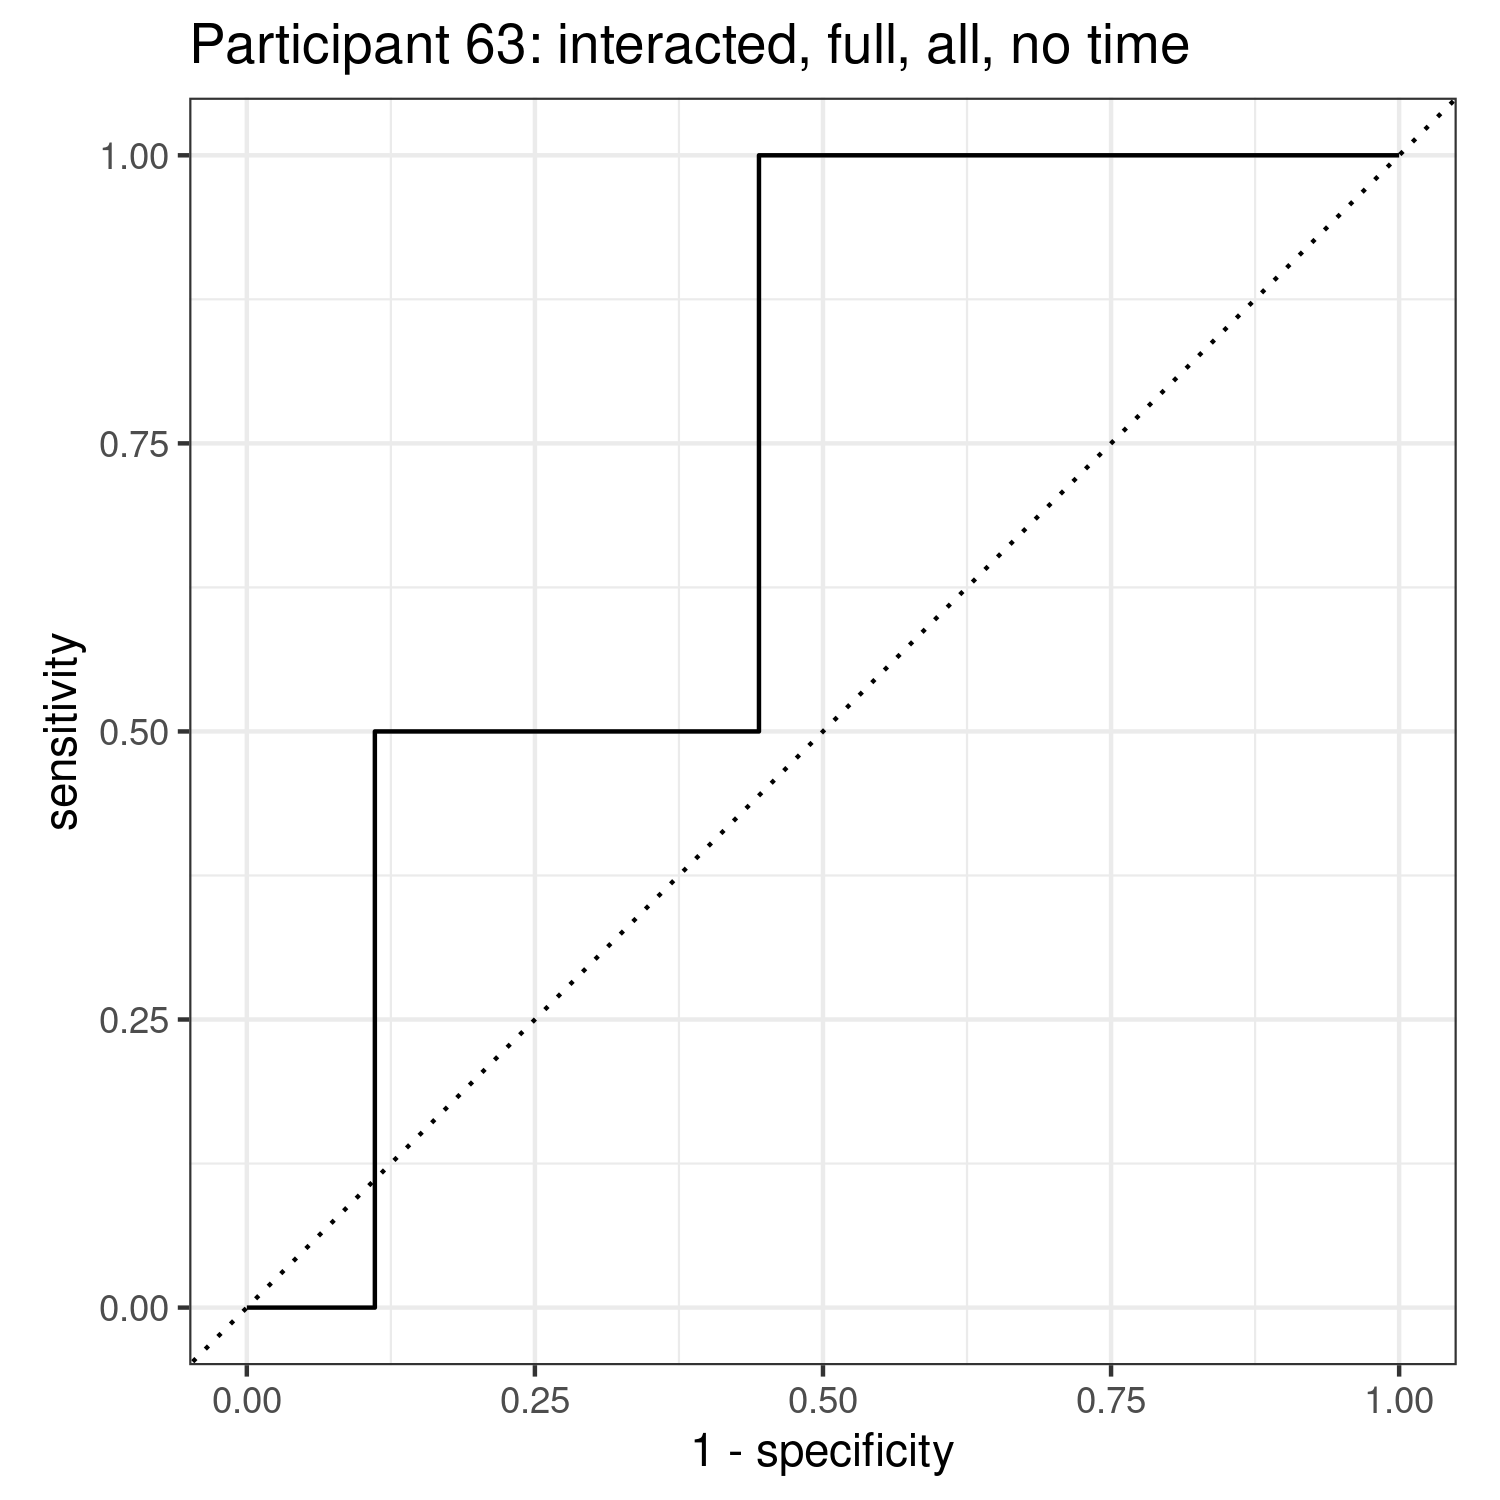 Participant 63: interacted, full, all, no time
1.00
0.75
0.50
0.25
0.00
sensitivity
0.00 0.25 0.50 0.75 1.00
1 - specificity